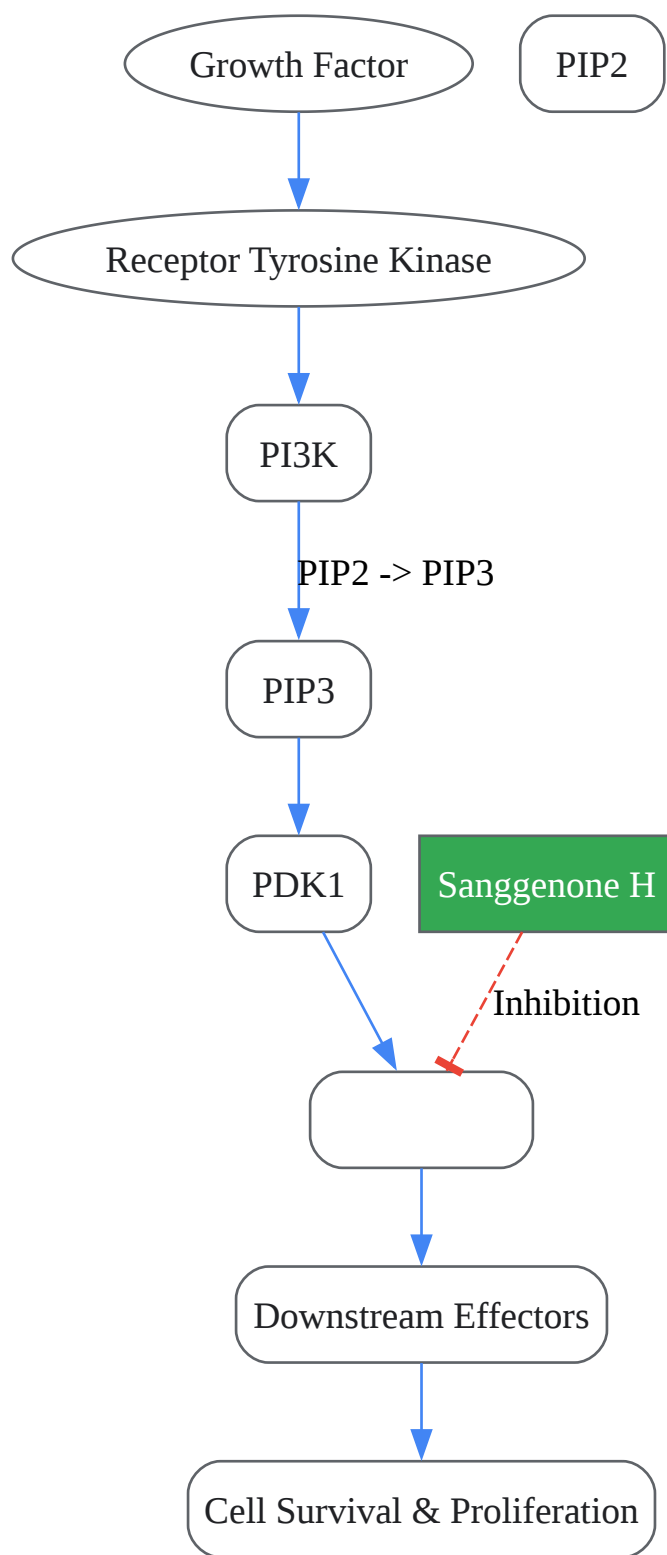 Growth Factor
PIP2
Receptor Tyrosine Kinase
PI3K
PIP2 -> PIP3
PIP3
PDK1
Sanggenone H
Inhibition
Downstream Effectors
Cell Survival & Proliferation